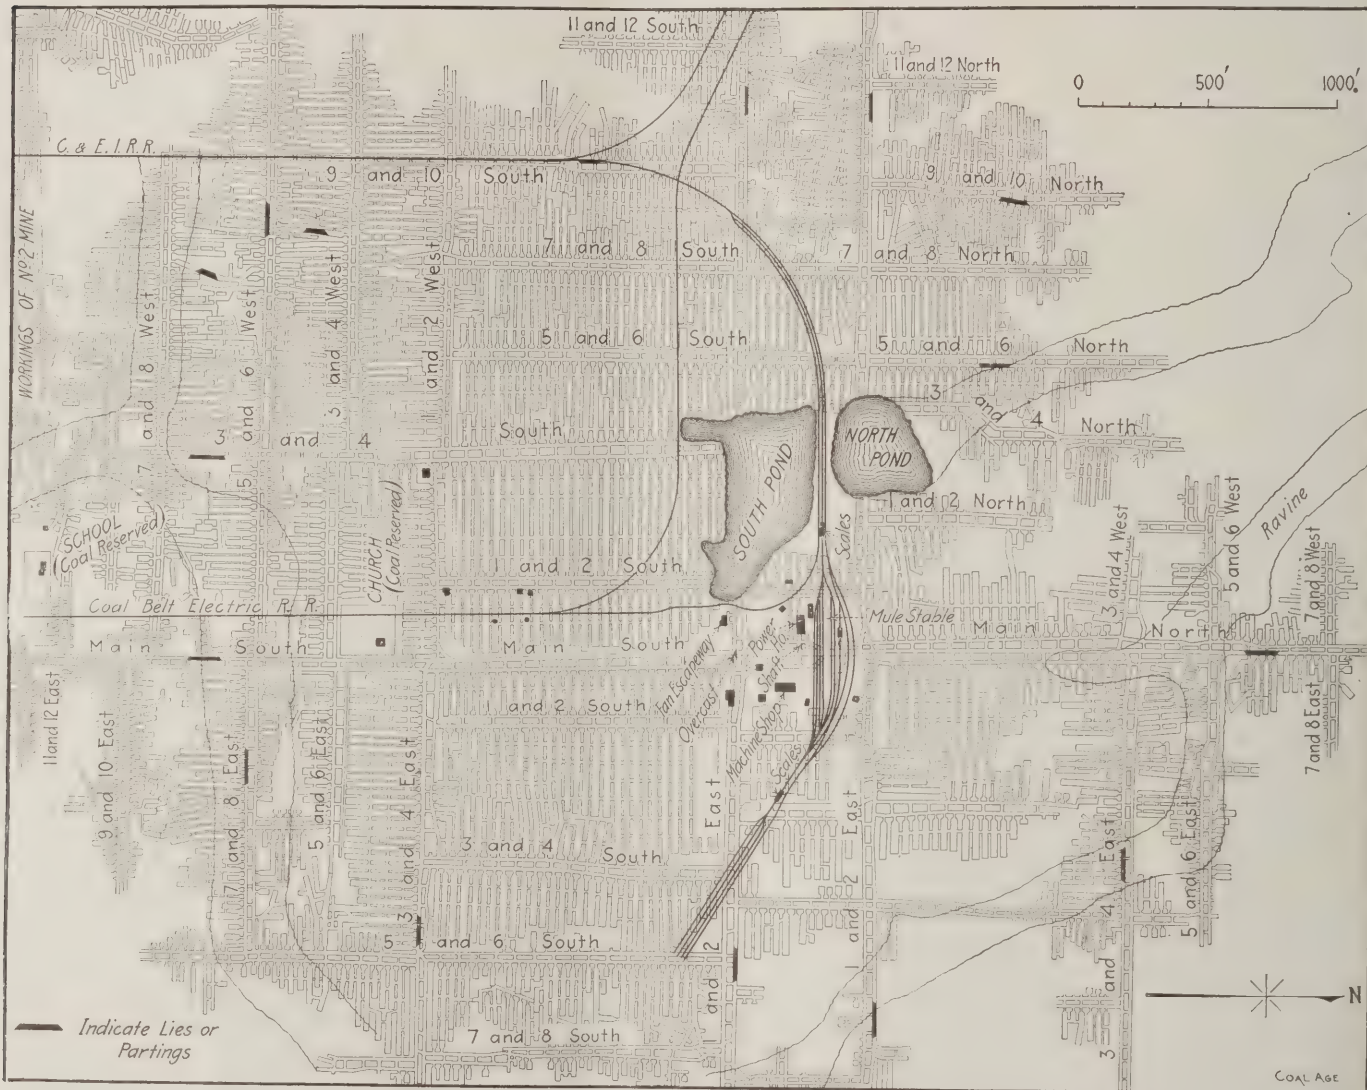 11 and 12 South
11 and 12 North
0 500' 1000'
C. & E. I. R.R.
9 and 10 South
9 and 10 North
WORKINGS OF Nº 2 MINE
7 and 8 South
7 and 8 North
7 and 8 West
5 and 6 West
3 and 4 West
1 and 2 West
5 and 6 South
5 and 6 North
3 and 4 South
3 and 4 North
SOUTH POND
NORTH POND
1 and 2 North
Scales
SCHOOL
(Coal Reserved)
CHURCH
(Coal Reserved)
1 and 2 South
3 and 4 West
5 and 6 West
Ravine
7 and 8 West
Coal Belt Electric R. R.
Mule Stable
Main South
Main South
Main North
Fan Escapeway
Overcast
Power Ho.
Shaft
Machine Shop
Scales
1 and 2 South
11 and 12 East
9 and 10 East
7 and 8 East
5 and 6 East
3 and 4 East
1 and 2 East
1 and 2 East
3 and 4 East
5 and 6 East
7 and 8 East
3 and 4 South
5 and 6 South
7 and 8 South
Indicate Lies or
Partings
N
COAL AGE